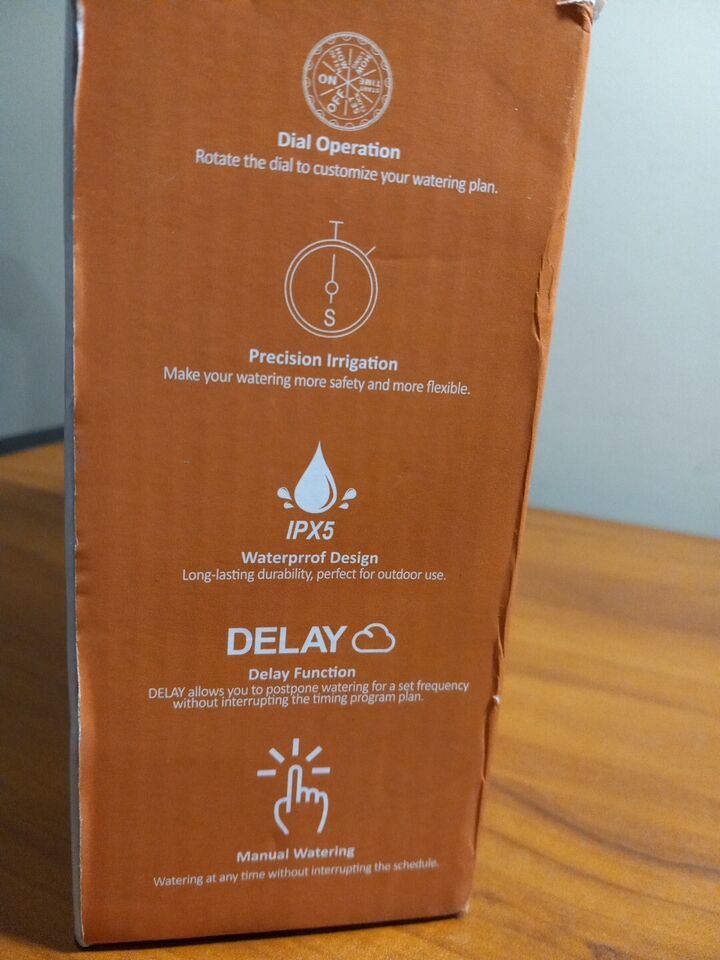 ON
OFF
TIME
START
Dial Operation
Rotate the dial to customize your watering plan.
S
Precision Irrigation
Make your watering more safety and more flexible.
IPX5
Waterprrof Design
Long-lasting durability, perfect for outdoor use.
DELAY
Delay Function
DELAY allows you to postpone watering for a set frequency
without interrupting the timing program plan.
Manual Watering
Watering at any time without interrupting the schedule.